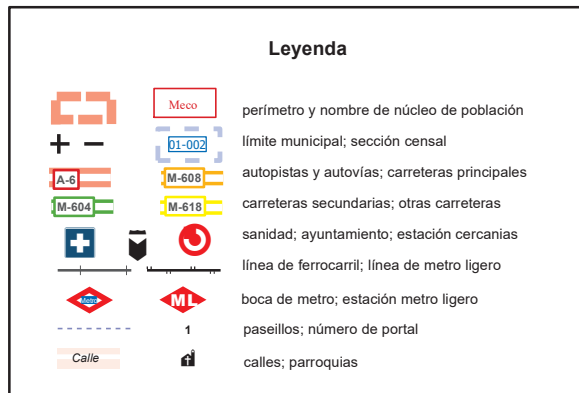 Leyenda
Meco perímetro y nombre de núcleo de población
01-002 límite municipal; sección censal
A-6 M-608 autopistas y autovías; carreteras principales
M-604 M-618 carreteras secundarias; otras carreteras
sanidad; ayuntamiento; estación cercanias
línea de ferrocarril; línea de metro ligero
Metro ML boca de metro; estación metro ligero
1 paseillos; número de portal
Calle calles; parroquias